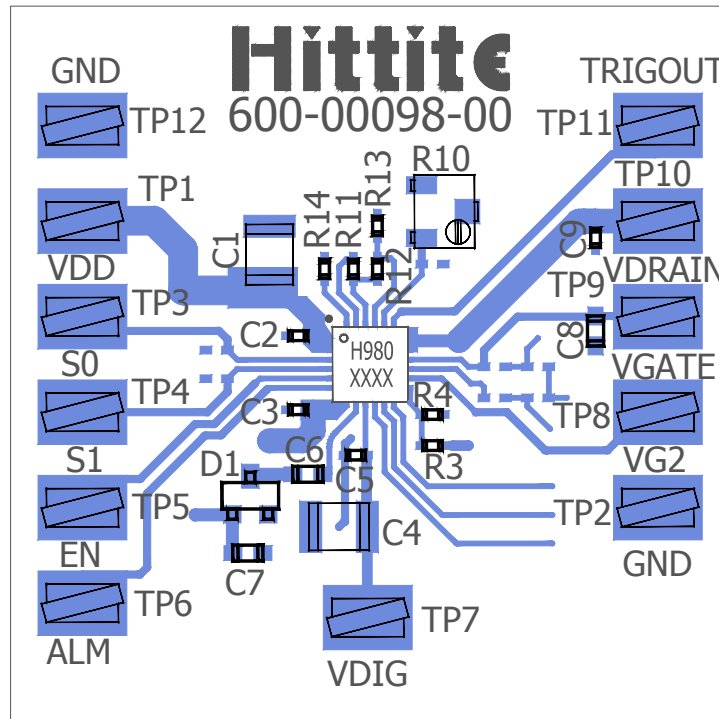 Hittite
600-00098-00
GND
TP12
TRIGOUT
TP11
TP1
VDD
C1
R14
R11
R13
R12
R10
TP10
C9
VDRAIN
TP3
S0
C2
H980
XXXX
TP9
C8
VGATE
TP4
S1
C3
R4
R3
TP8
VG2
D1
C6
C5
C4
TP5
EN
C7
TP2
GND
TP6
ALM
TP7
VDIG